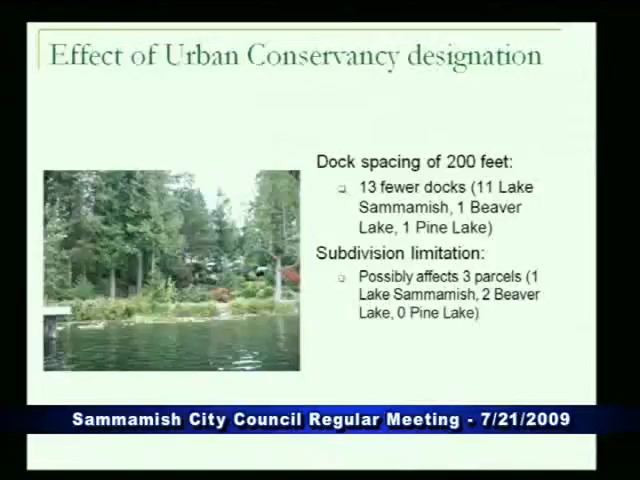 Effect of Urban Conservancy designation
Dock spacing of 200 feet:
13 fewer docks (11 Lake
Sammamish, 1 Beaver
Lake, 1 Pine Lake)
Subdivision limitation:
Possibly affects 3 parcels (1
Lake Sammamish, 2 Beaver
Lake, 0 Pine Lake)
Sammamish City Council Regular Meeting - 7/21/2009